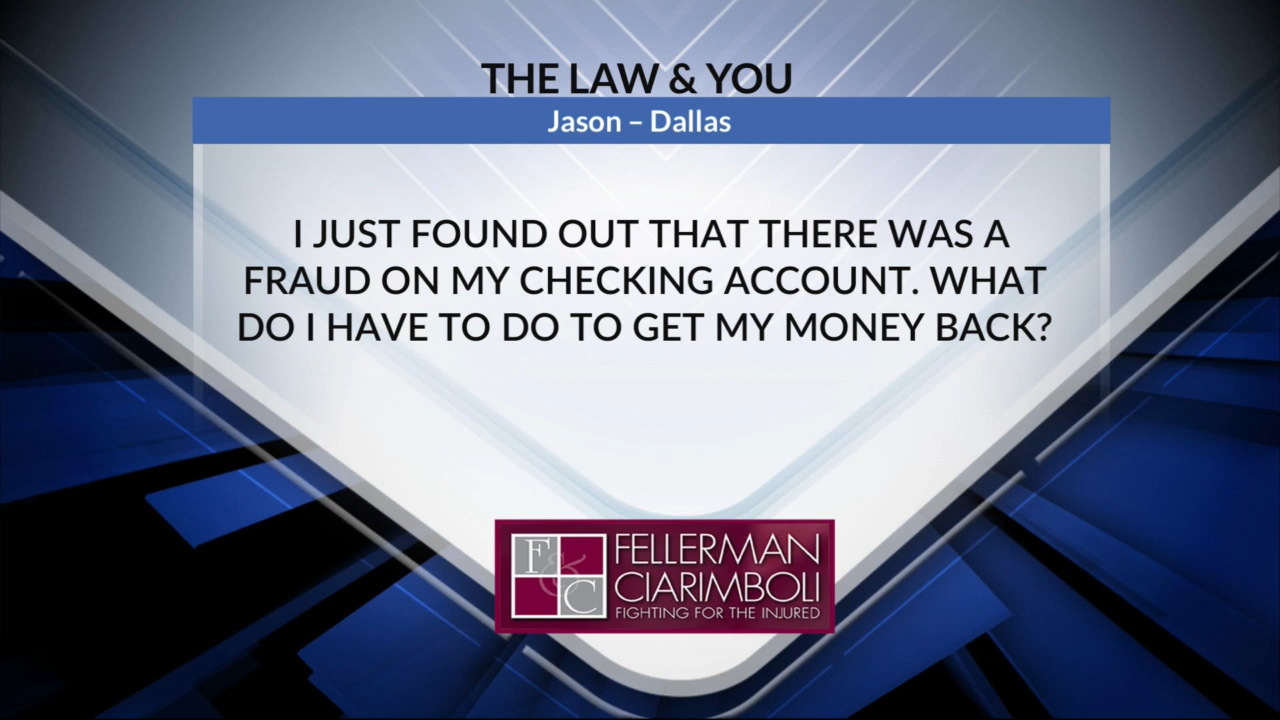 THE LAW & YOU
Jason – Dallas
I JUST FOUND OUT THAT THERE WAS A
FRAUD ON MY CHECKING ACCOUNT. WHAT
DO I HAVE TO DO TO GET MY MONEY BACK?
F&C
FELLERMAN
CIARIMBOLI
FIGHTING FOR THE INJURED